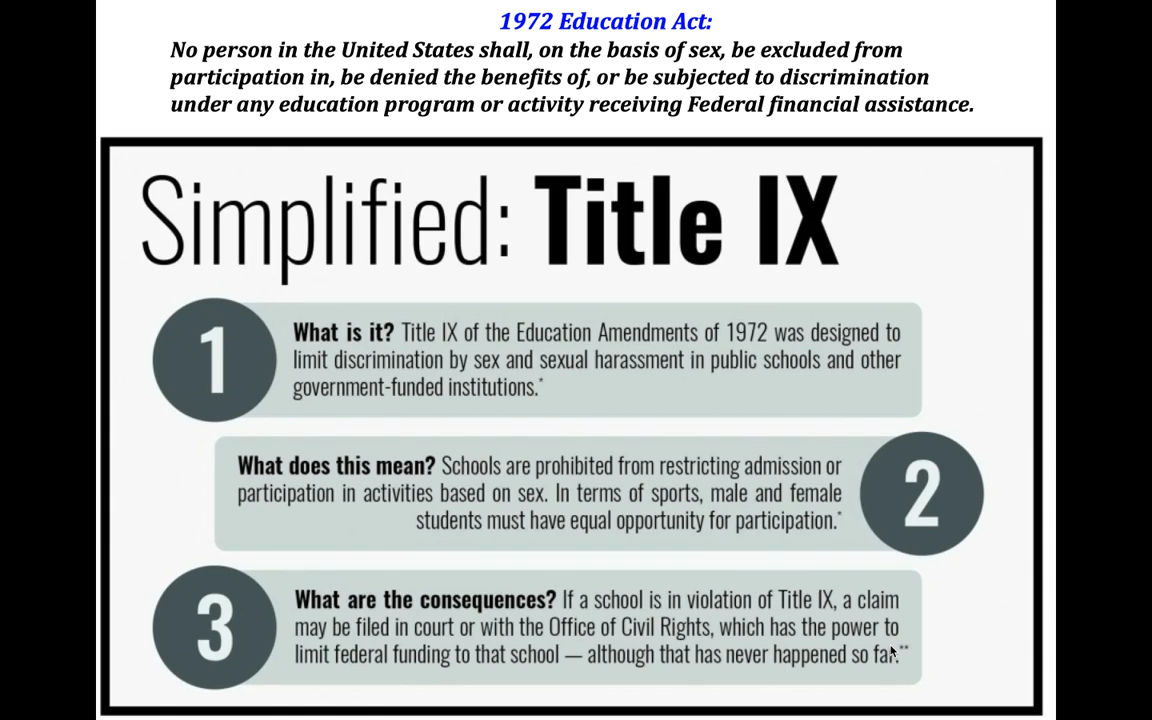 1972 Education Act:
No person in the United States shall, on the basis of sex, be excluded from
participation in, be denied the benefits of, or be subjected to discrimination
under any education program or activity receiving Federal financial assistance.
Simplified: Title IX
1
What is it? Title IX of the Education Amendments of 1972 was designed to
limit discrimination by sex and sexual harassment in public schools and other
government-funded institutions.*
What does this mean? Schools are prohibited from restricting admission or
participation in activities based on sex. In terms of sports, male and female
students must have equal opportunity for participation.*
2
3
What are the consequences? If a school is in violation of Title IX, a claim
may be filed in court or with the Office of Civil Rights, which has the power to
limit federal funding to that school — although that has never happened so far.**